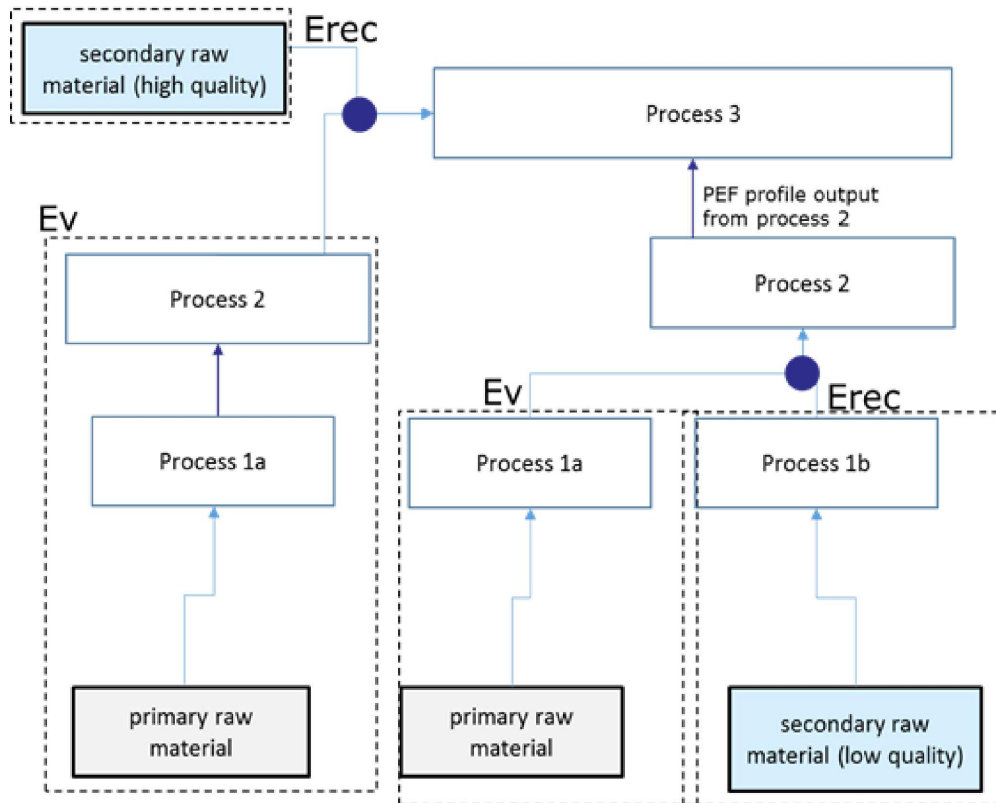 Erec
secondary raw
material (high quality)
Process 3
PEF profile output
from process 2
Ev
Process 2
Process 2
Ev
Erec
Process 1a
Process 1a
Process 1b
primary raw
material
primary raw
material
secondary raw
material (low quality)